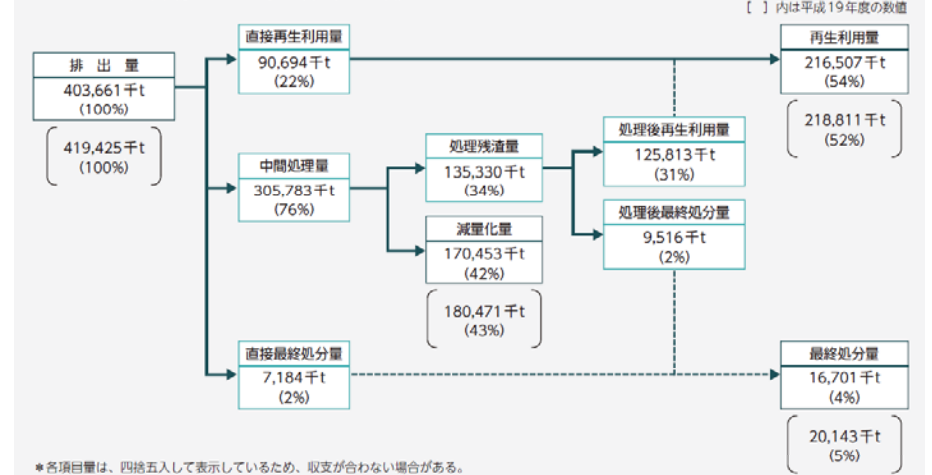 [ ] 内は平成19年度の数値
直接再生利用量
90,694千t
(22%)
再生利用量
216,507千t
(54%)
218,811千t
(52%)
排 出 量
403,661千t
(100%)
419,425千t
(100%)
中間処理量
305,783千t
(76%)
処理残渣量
135,330千t
(34%)
処理後再生利用量
125,813千t
(31%)
減量化量
170,453千t
(42%)
180,471千t
(43%)
処理後最終処分量
9,516千t
(2%)
直接最終処分量
7,184千t
(2%)
最終処分量
16,701千t
(4%)
20,143千t
(5%)
*各項目量は、四捨五入して表示しているため、収支が合わない場合がある。